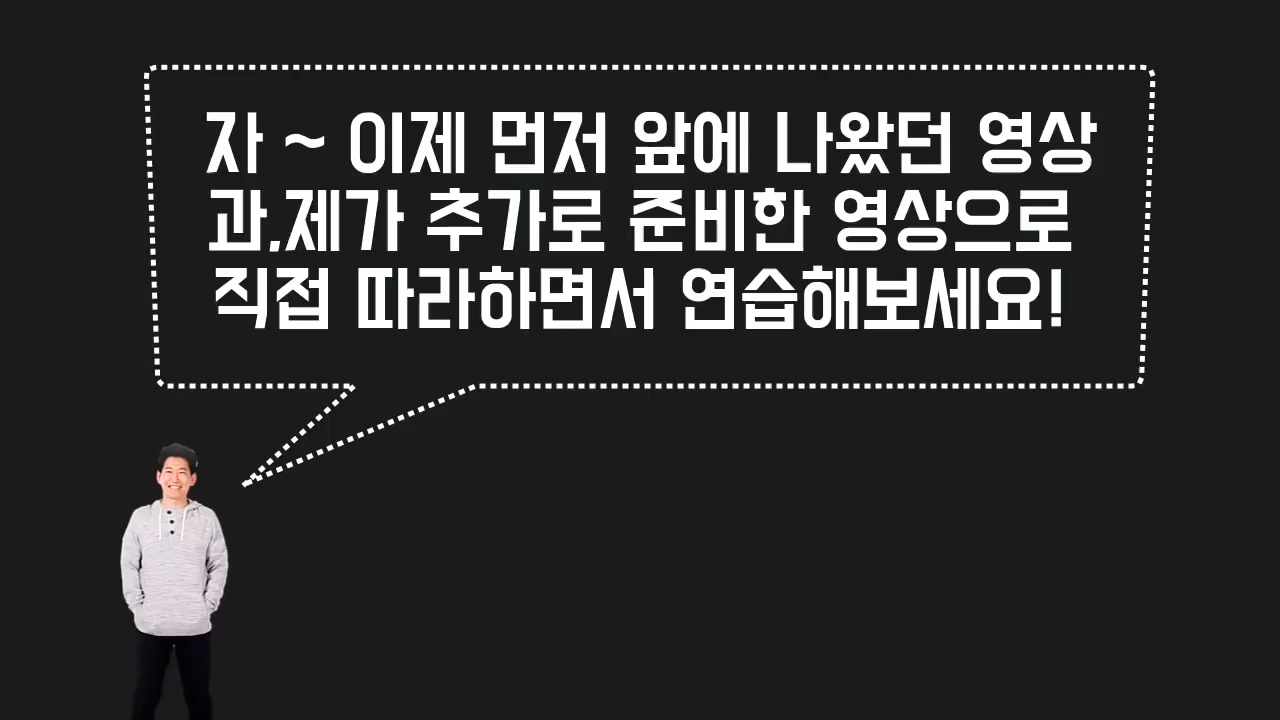 자 ~ 이제 먼저 앞에 나왔던 영상
과,제가 추가로 준비한 영상으로
직접 따라하면서 연습해보세요!